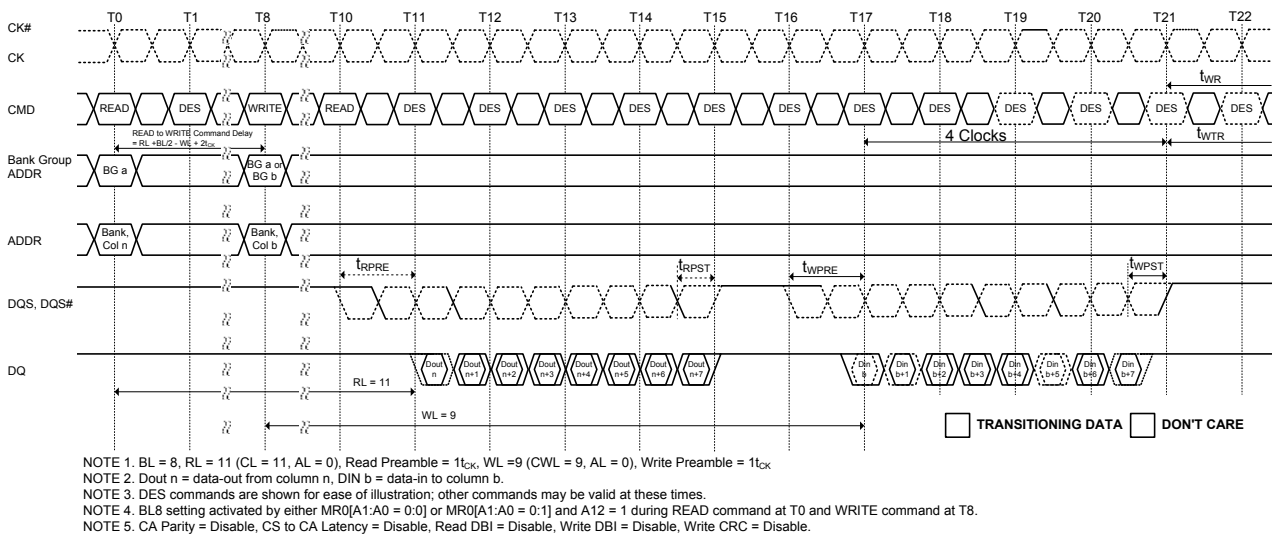 T0 T1 T8 T10 T11 T12 T13 T14 T15 T16 T17 T18 T19 T20 T21 T22
CK#
CK
tWR
CMD READ DES WRITE READ DES DES DES DES DES DES DES DES DES DES DES DES
READ to WRITE Command Delay
= RL +BL/2 - WL + 2tCK
4 Clocks
tWTR
Bank Group
ADDR
BG a
BG a or
BG b
ADDR
Bank,
Col n
Bank,
Col b
tRPRE tRPST tWPRE tWPST
DQS, DQS#
DQ
Dout
n
Dout
n+1
Dout
n+2
Dout
n+3
Dout
n+4
Dout
n+5
Dout
n+6
Dout
n+7
Din
b
Din
b+1
Din
b+2
Din
b+3
Din
b+4
Din
b+5
Din
b+6
Din
b+7
RL = 11
WL = 9
TRANSITIONING DATA DON'T CARE
NOTE 1. BL = 8, RL = 11 (CL = 11, AL = 0), Read Preamble = 1tCK, WL =9 (CWL = 9, AL = 0), Write Preamble = 1tCK
NOTE 2. Dout n = data-out from column n, DIN b = data-in to column b.
NOTE 3. DES commands are shown for ease of illustration; other commands may be valid at these times.
NOTE 4. BL8 setting activated by either MR0[A1:A0 = 0:0] or MR0[A1:A0 = 0:1] and A12 = 1 during READ command at T0 and WRITE command at T8.
NOTE 5. CA Parity = Disable, CS to CA Latency = Disable, Read DBI = Disable, Write DBI = Disable, Write CRC = Disable.